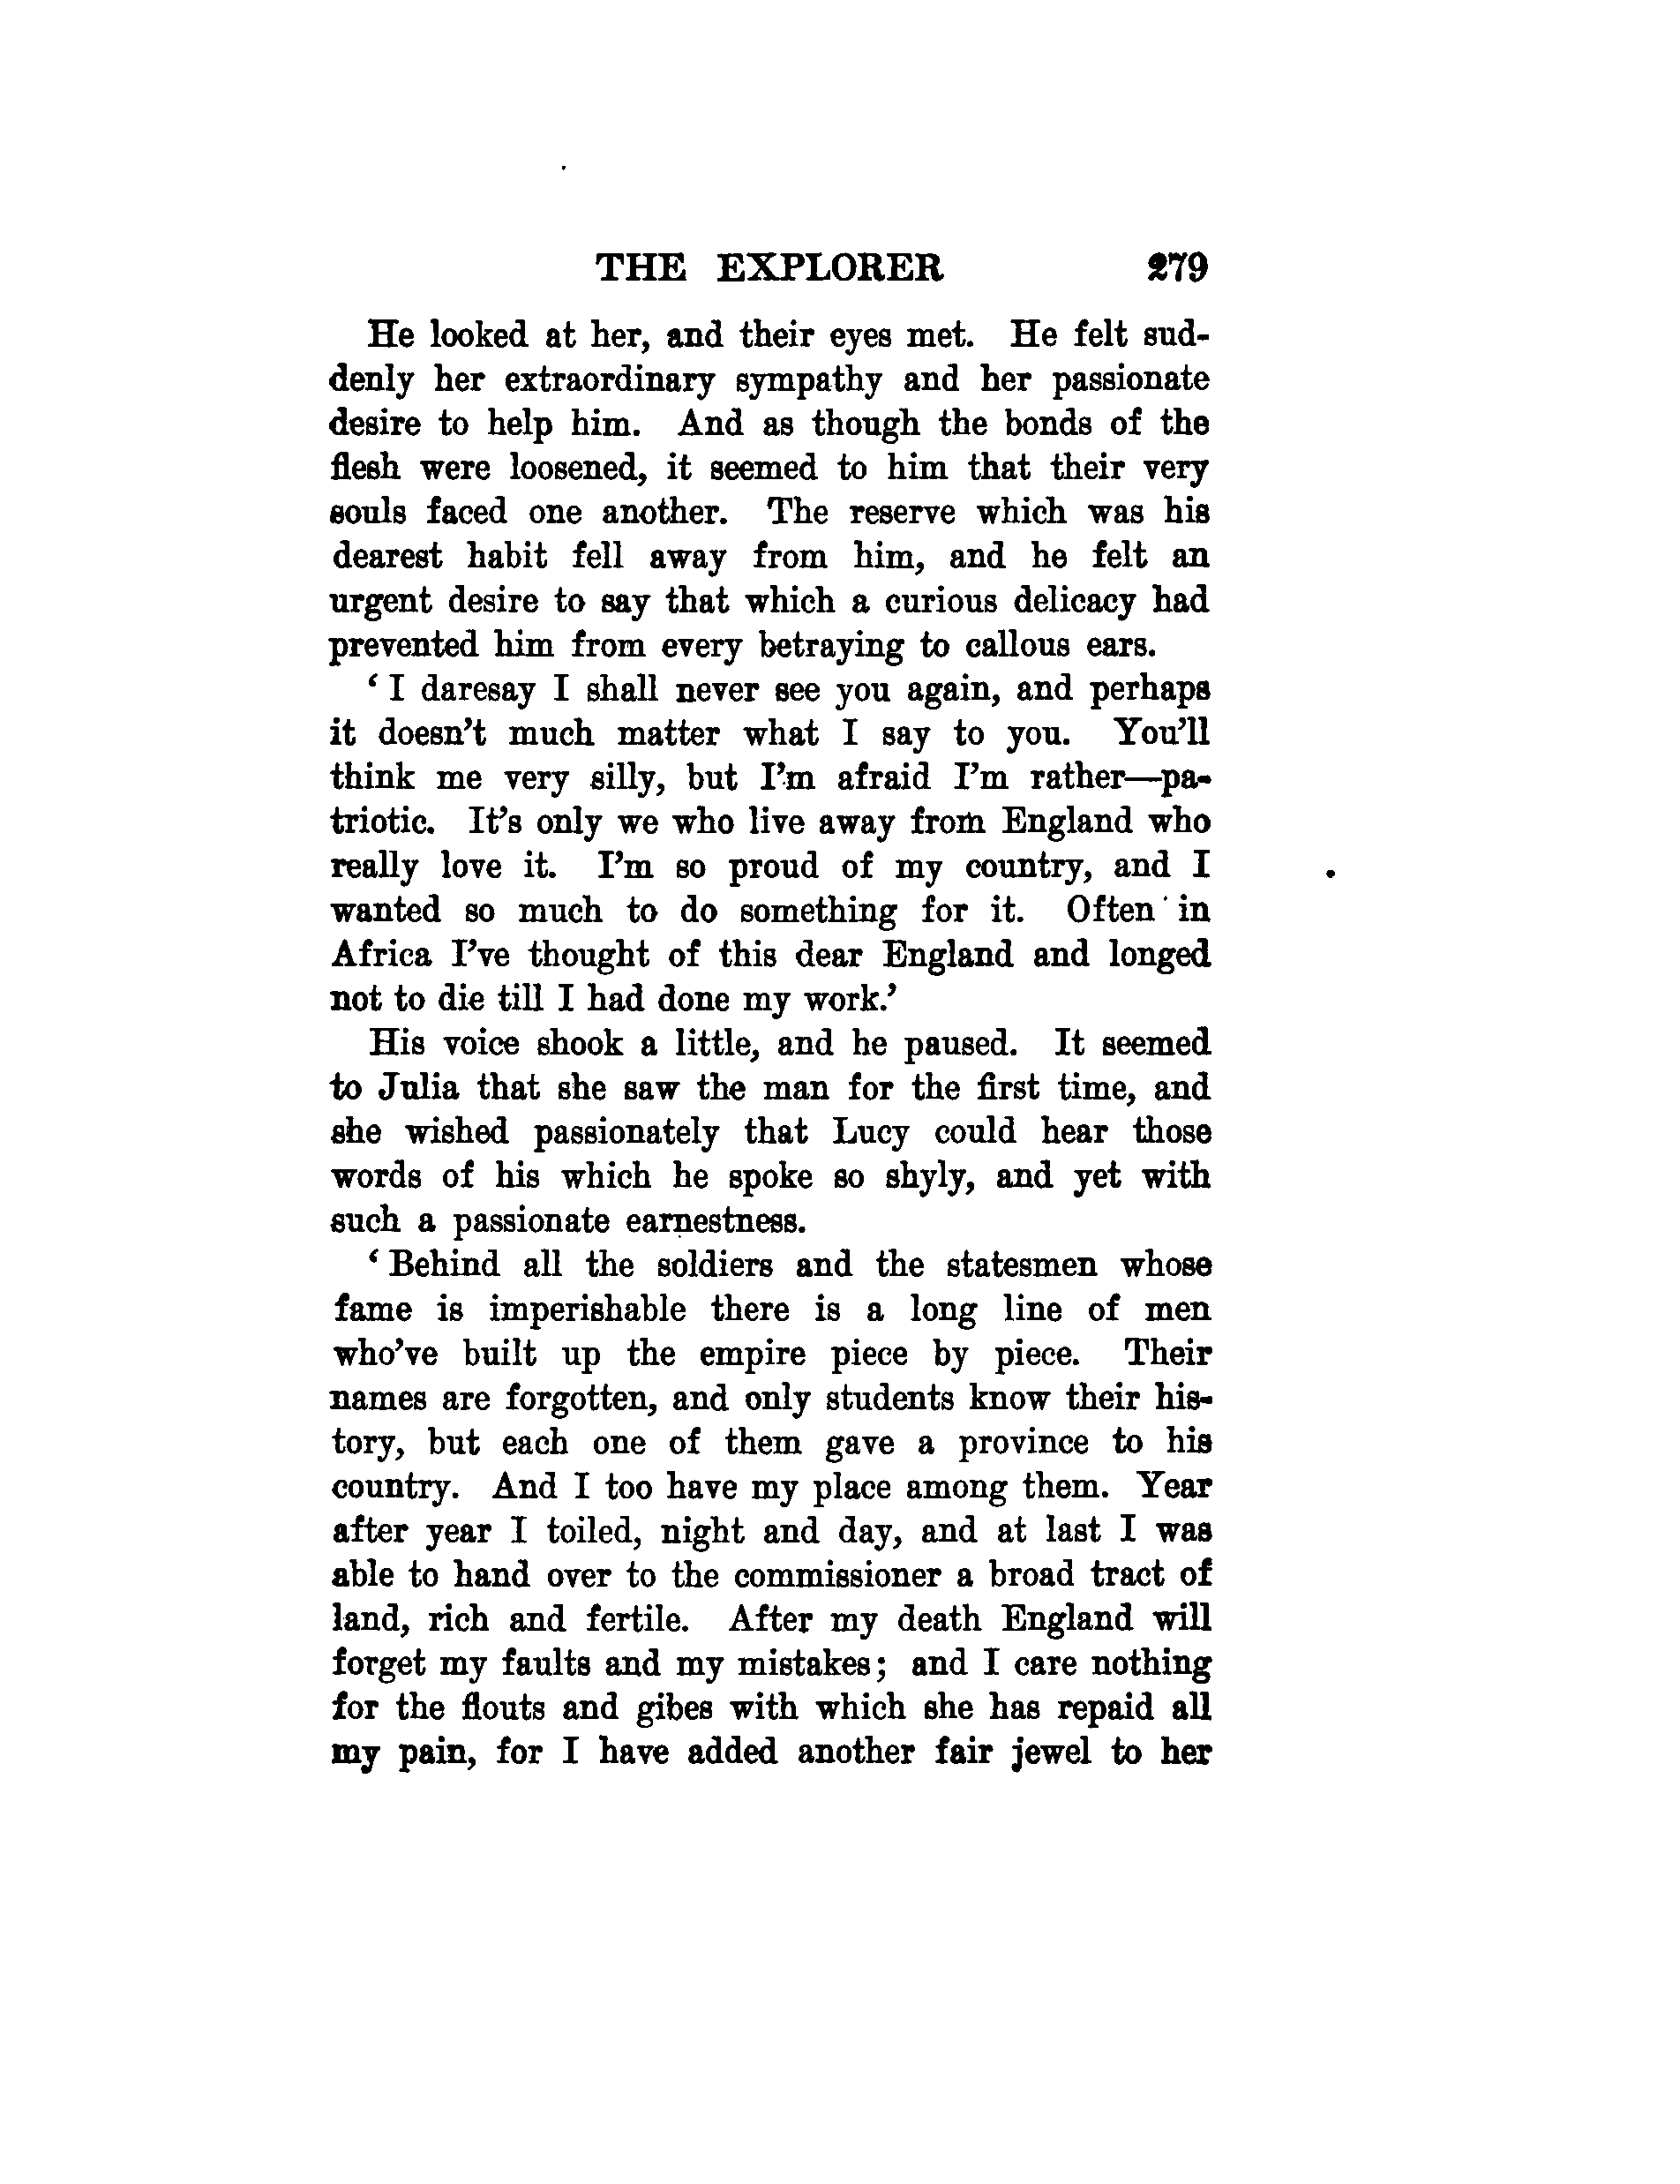 THE EXPLORER 279
He looked at her, and their eyes met. He felt sud-
denly her extraordinary sympathy and her passionate
desire to help him. And as though the bonds of the
flesh were loosened, it seemed to him that their very
souls faced one another. The reserve which was his
dearest habit fell away from him, and he felt an
urgent desire to say that which a curious delicacy had
prevented him from every betraying to callous ears.
‘I daresay I shall never see you again, and perhaps
it doesn’t much matter what I say to you. You’ll
think me very silly, but I’m afraid I’m rather—pa-
triotic. It’s only we who live away from England who
really love it. I’m so proud of my country, and I
wanted so much to do something for it. Often in
Africa I’ve thought of this dear England and longed
not to die till I had done my work.’
His voice shook a little, and he paused. It seemed
to Julia that she saw the man for the first time, and
she wished passionately that Lucy could hear those
words of his which he spoke so shyly, and yet with
such a passionate earnestness.
‘Behind all the soldiers and the statesmen whose
fame is imperishable there is a long line of men
who’ve built up the empire piece by piece. Their
names are forgotten, and only students know their his-
tory, but each one of them gave a province to his
country. And I too have my place among them. Year
after year I toiled, night and day, and at last I was
able to hand over to the commissioner a broad tract of
land, rich and fertile. After my death England will
forget my faults and my mistakes; and I care nothing
for the flouts and gibes with which she has repaid all
my pain, for I have added another fair jewel to her